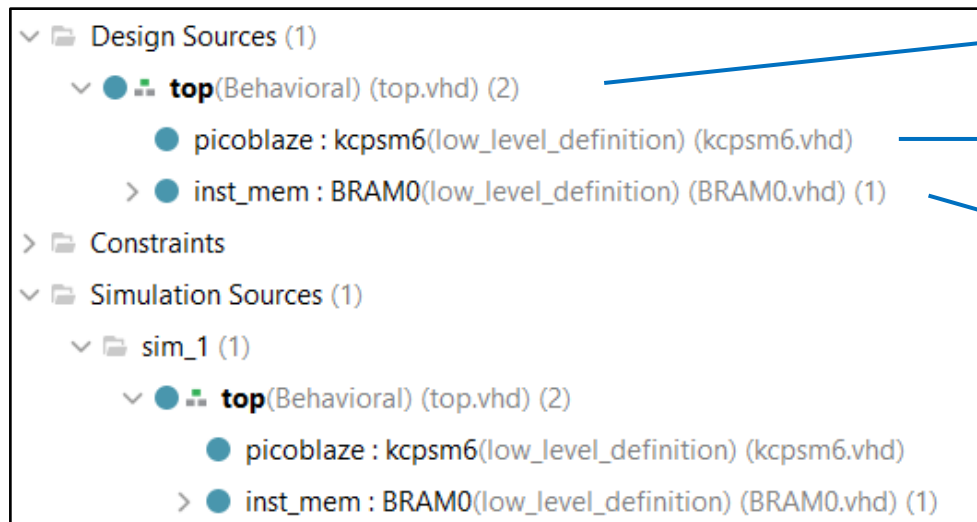 Design Sources (1)
top(Behavioral) (top.vhd) (2)
picoblaze : kcpsm6(low_level_definition) (kcpsm6.vhd)
inst_mem : BRAM0(low_level_definition) (BRAM0.vhd) (1)
Constraints
Simulation Sources (1)
sim_1 (1)
top(Behavioral) (top.vhd) (2)
picoblaze : kcpsm6(low_level_definition) (kcpsm6.vhd)
inst_mem : BRAM0(low_level_definition) (BRAM0.vhd) (1)